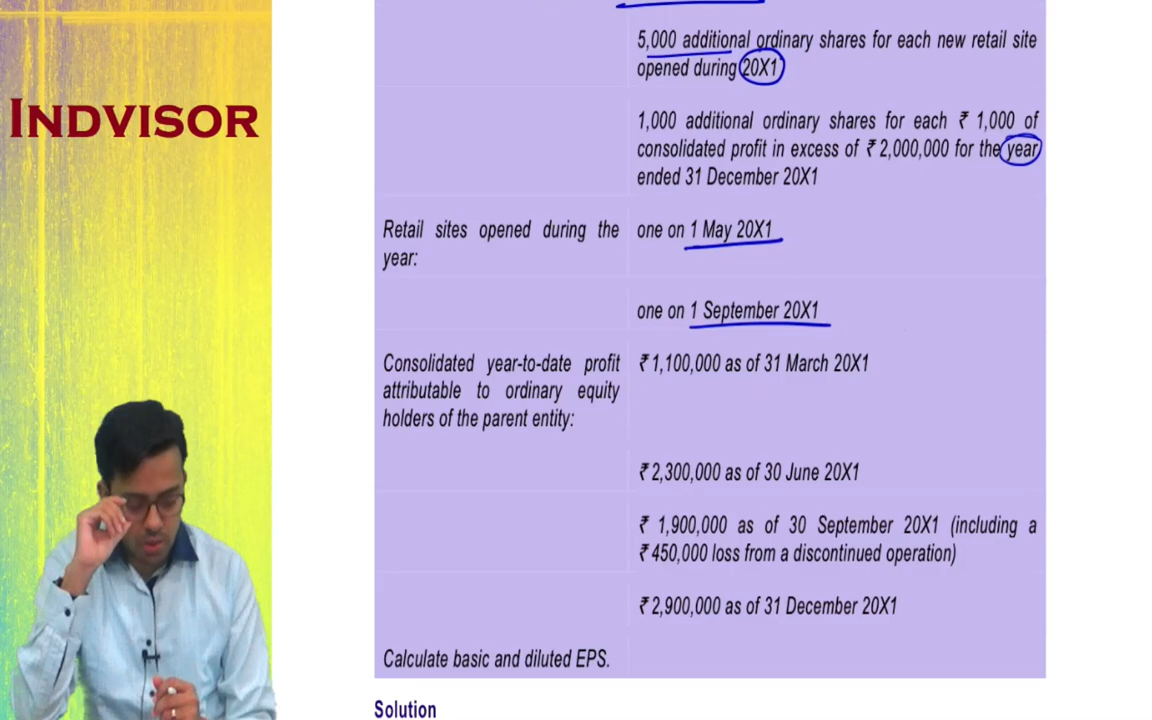 INDVISOR
5,000 additional ordinary shares for each new retail site
opened during 20X1
1,000 additional ordinary shares for each ₹ 1,000 of
consolidated profit in excess of ₹ 2,000,000 for the year
ended 31 December 20X1
Retail sites opened during the
year:
one on 1 May 20X1
one on 1 September 20X1
Consolidated year-to-date profit
attributable to ordinary equity
holders of the parent entity:
₹ 1,100,000 as of 31 March 20X1
₹ 2,300,000 as of 30 June 20X1
₹ 1,900,000 as of 30 September 20X1 (including a
₹ 450,000 loss from a discontinued operation)
₹ 2,900,000 as of 31 December 20X1
Calculate basic and diluted EPS.
Solution